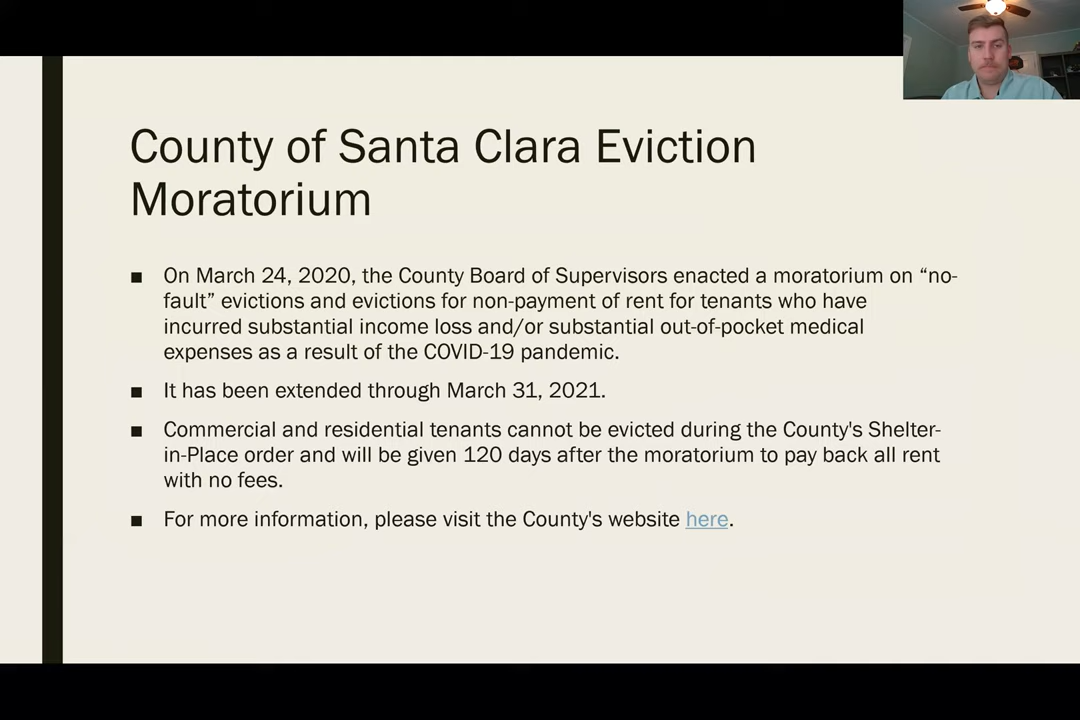 County of Santa Clara Eviction
Moratorium
■ On March 24, 2020, the County Board of Supervisors enacted a moratorium on “no-
fault” evictions and evictions for non-payment of rent for tenants who have
incurred substantial income loss and/or substantial out-of-pocket medical
expenses as a result of the COVID-19 pandemic.
■ It has been extended through March 31, 2021.
■ Commercial and residential tenants cannot be evicted during the County's Shelter-
in-Place order and will be given 120 days after the moratorium to pay back all rent
with no fees.
■ For more information, please visit the County's website here.